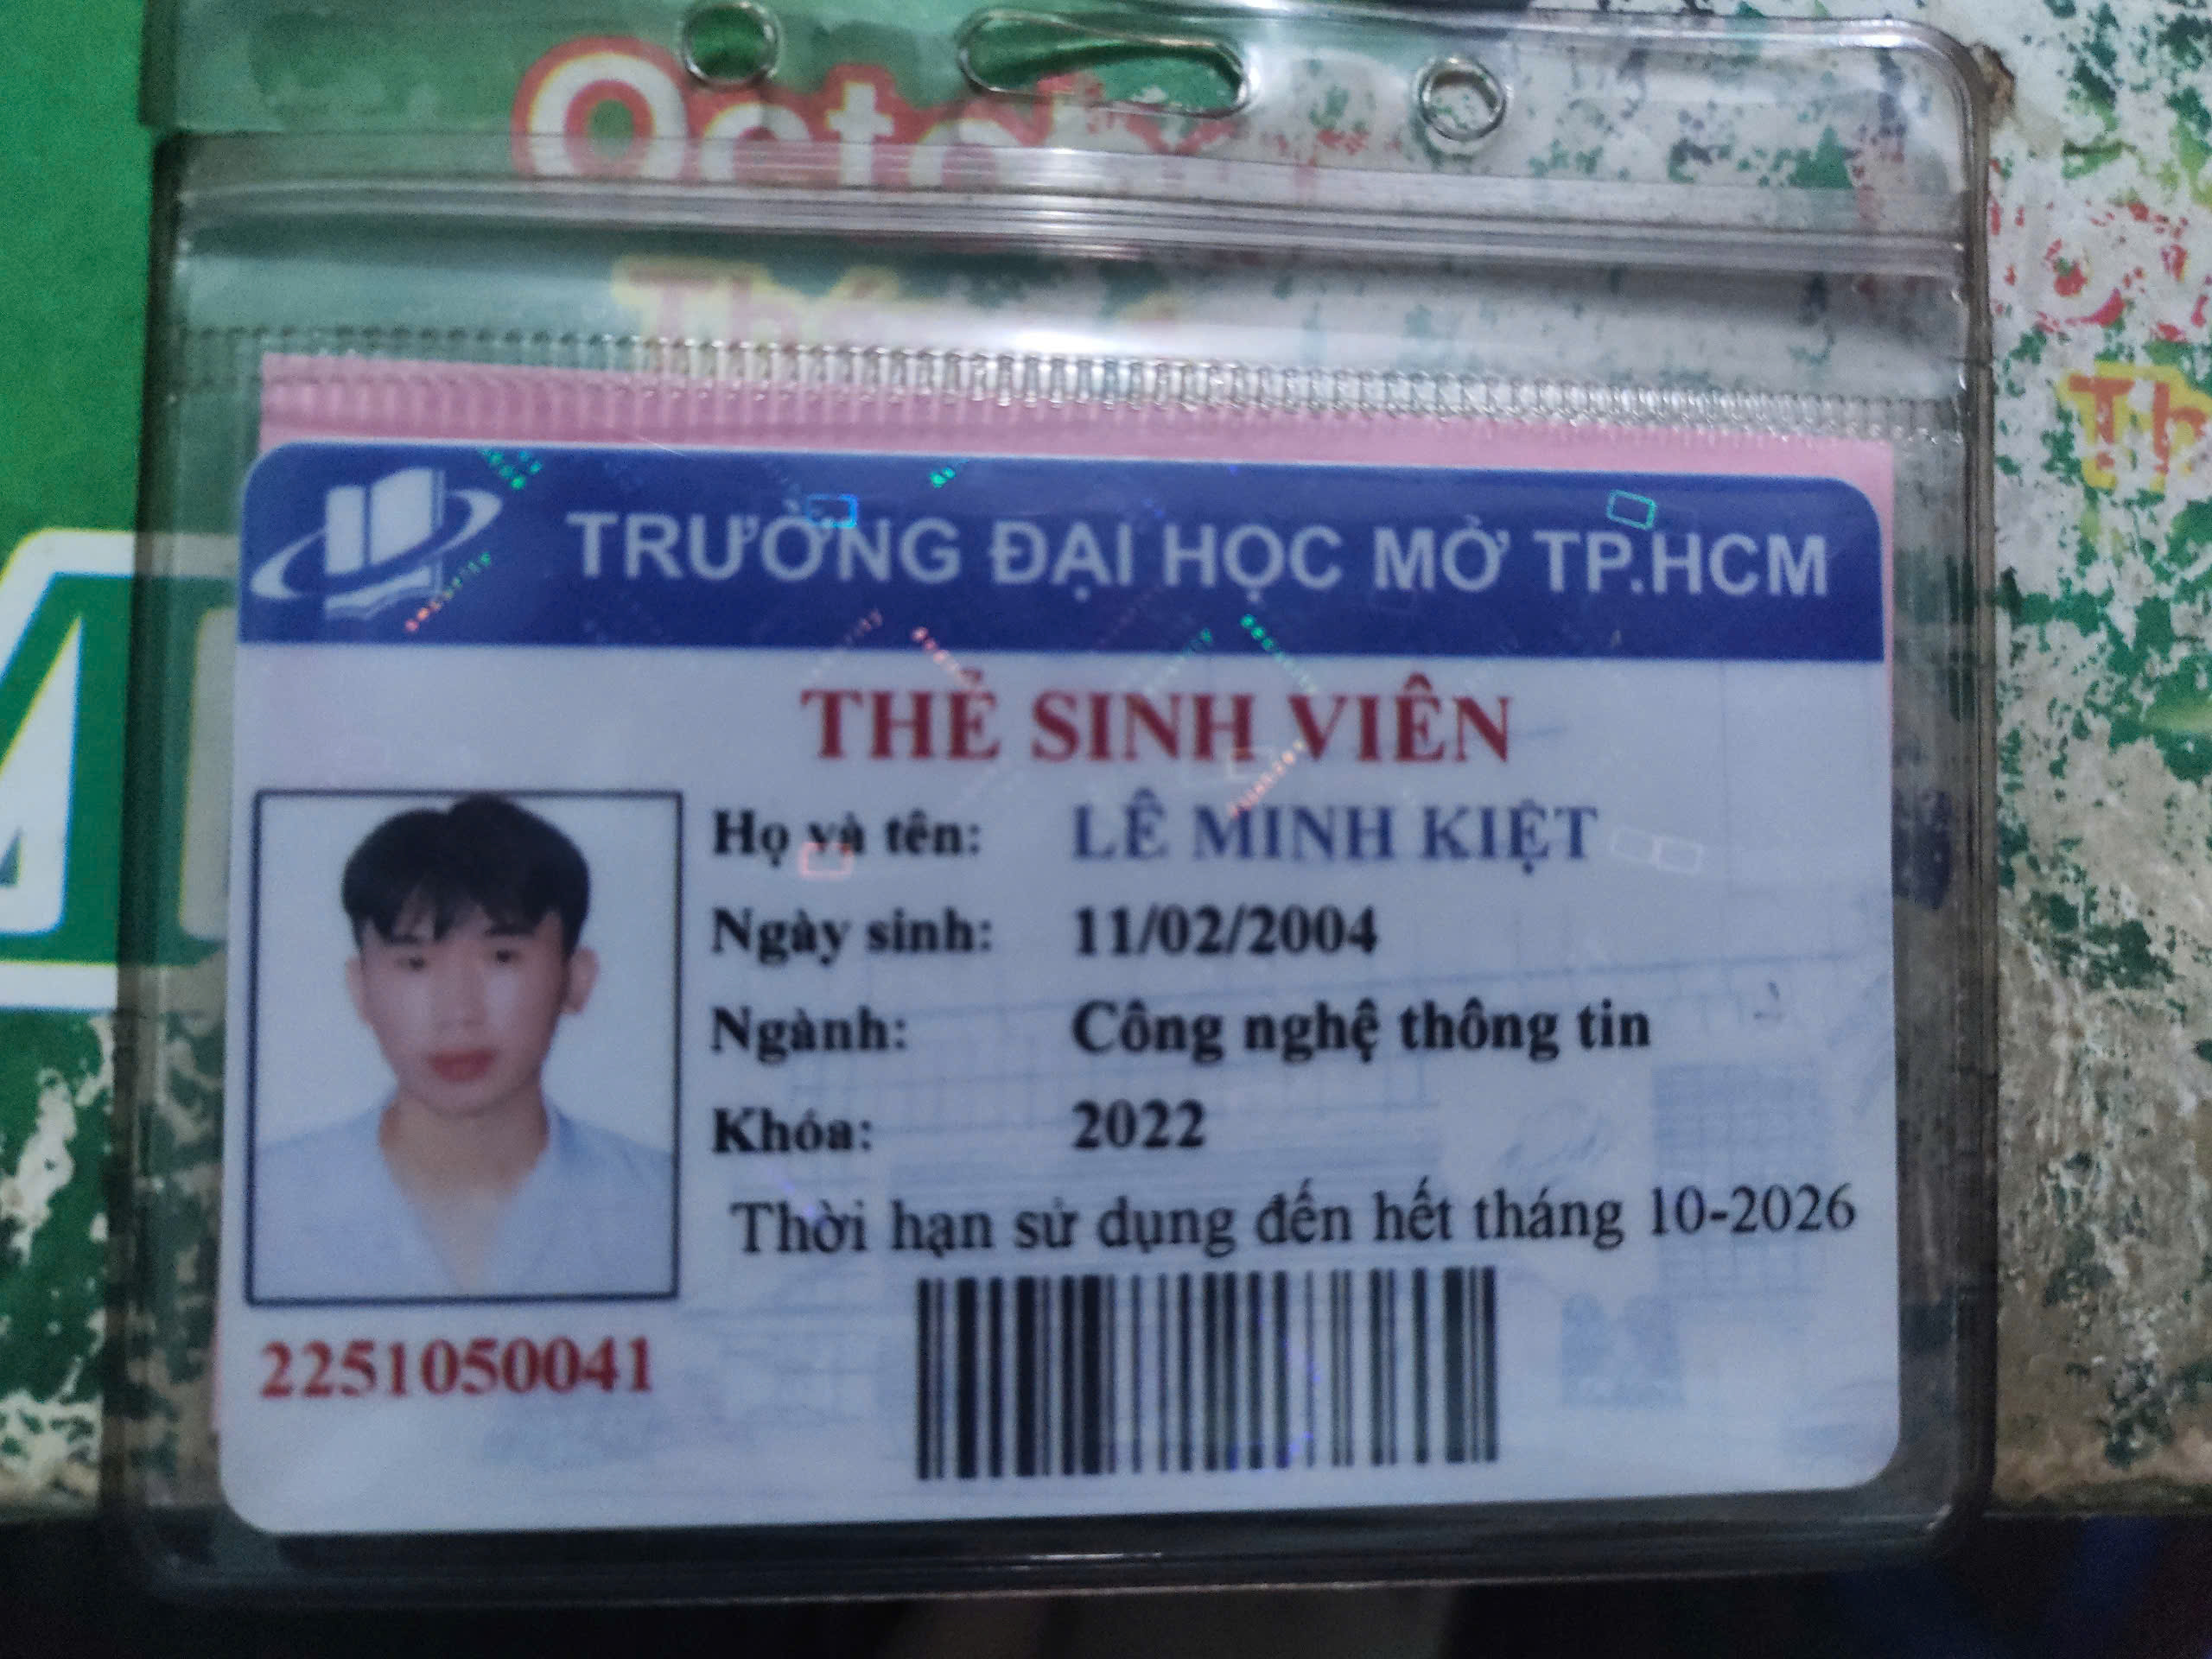 Octob
TRƯỜNG ĐẠI HỌC MỞ TP.HCM
THẺ SINH VIÊN
Họ và tên: LÊ MINH KIỆT
Ngày sinh: 11/02/2004
Ngành: Công nghệ thông tin
Khóa: 2022
Thời hạn sử dụng đến hết tháng 10-2026
2251050041